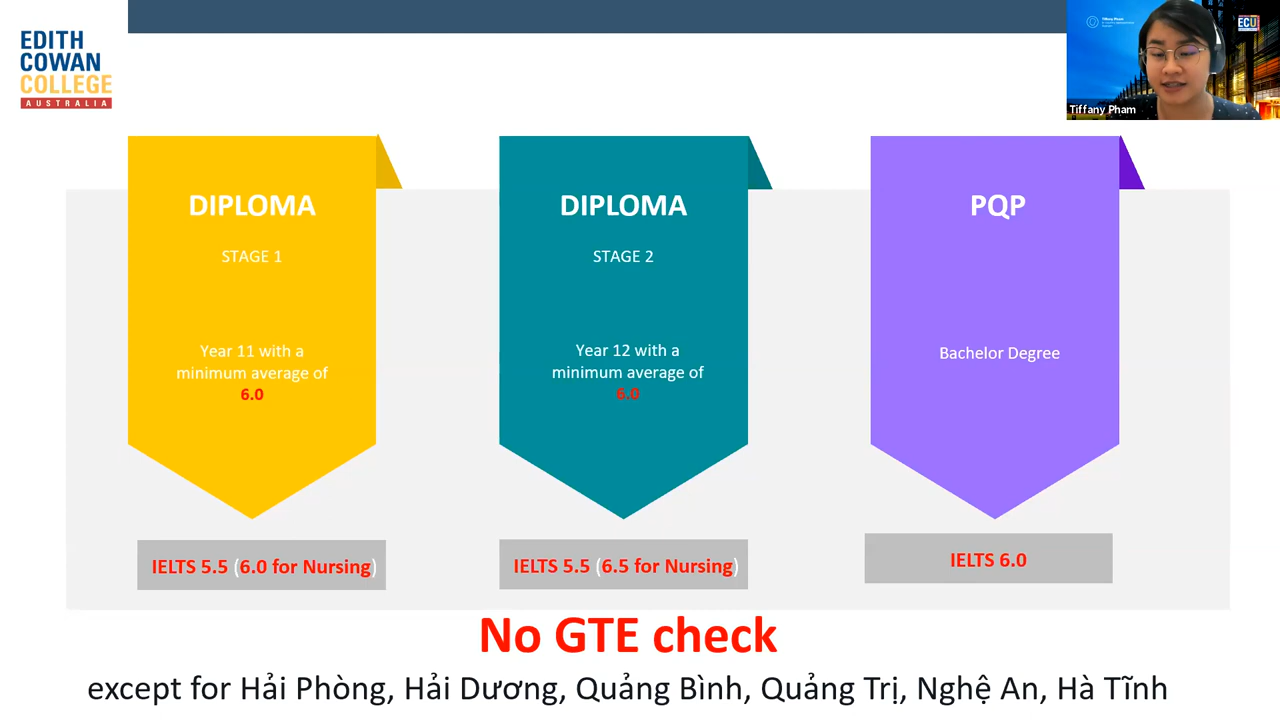 EDITH
COWAN
COLLEGE
AUSTRALIA
Tiffany Pham
ECU
Tiffany Pham
DIPLOMA
STAGE 1
Year 11 with a
minimum average of
6.0
IELTS 5.5 (6.0 for Nursing)
DIPLOMA
STAGE 2
Year 12 with a
minimum average of
6.0
IELTS 5.5 (6.5 for Nursing)
PQP
Bachelor Degree
IELTS 6.0
No GTE check
except for Hải Phòng, Hải Dương, Quảng Bình, Quảng Trị, Nghệ An, Hà Tĩnh